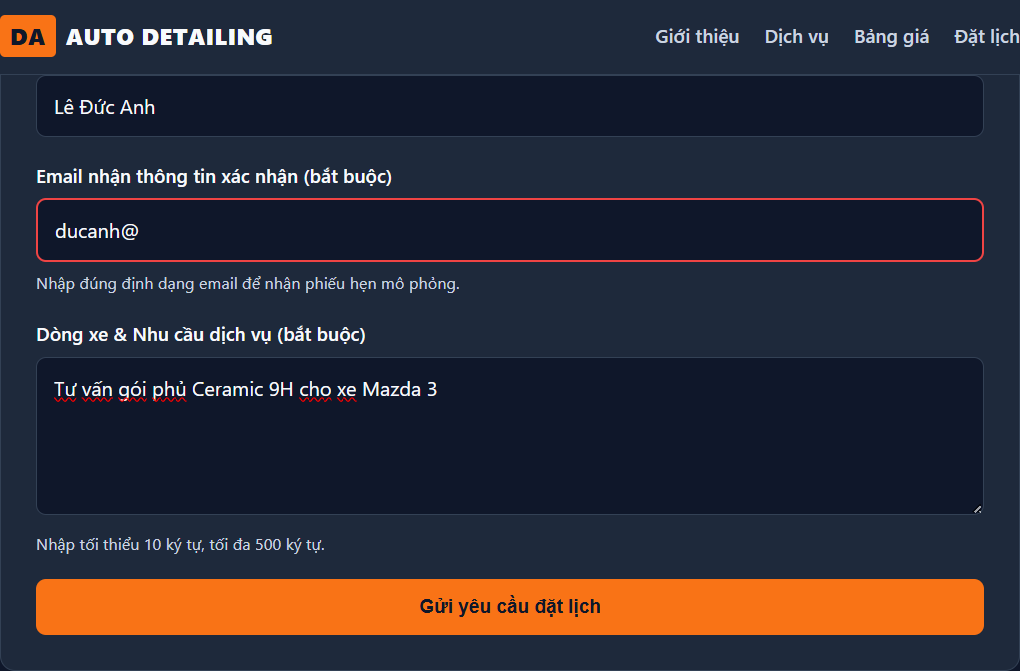 DA AUTO DETAILING Giới thiệu Dịch vụ Bảng giá Đặt lịch
Lê Đức Anh
Email nhận thông tin xác nhận (bắt buộc)
ducanh@
Nhập đúng định dạng email để nhận phiếu hẹn mô phỏng.
Dòng xe & Nhu cầu dịch vụ (bắt buộc)
Tư vấn gói phủ Ceramic 9H cho xe Mazda 3
Nhập tối thiểu 10 ký tự, tối đa 500 ký tự.
Gửi yêu cầu đặt lịch